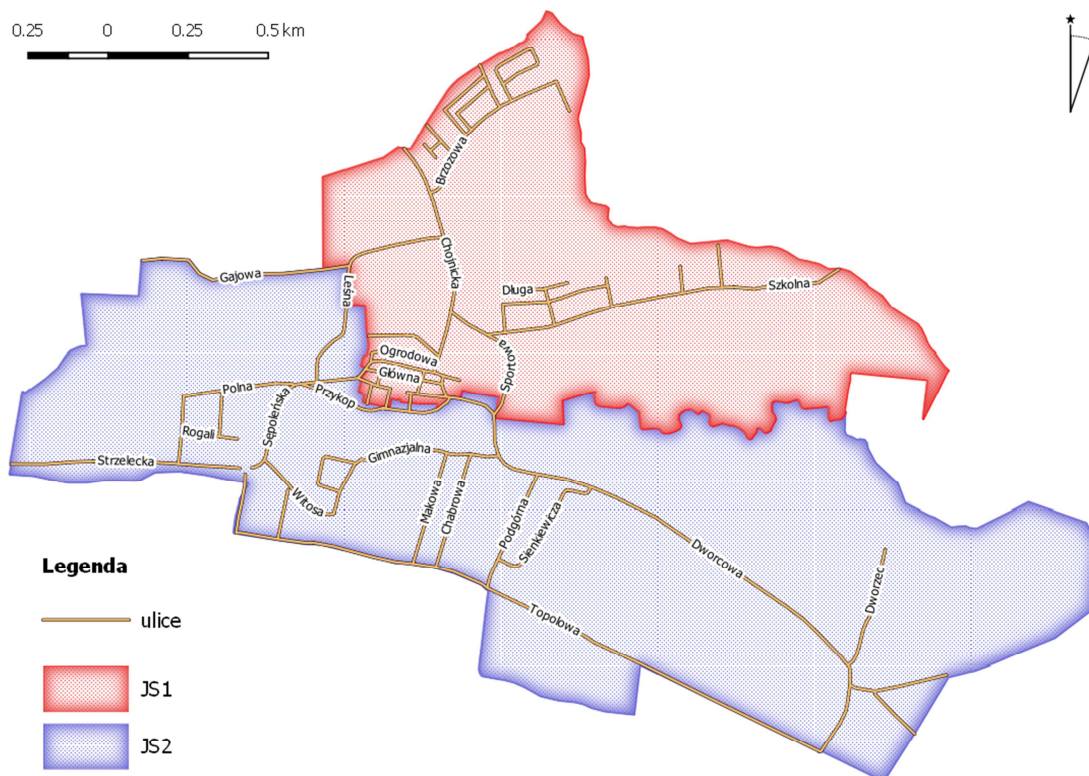 0.25 0 0.25 0.5 km
Brzozowa
Chojnicka
Gajowa
Leśna
Długa
Szkolna
Sportowa
Ogrodowa
Główna
Polna
Przykop
Sępoleńska
Rogali
Strzelecka
Gimnazjalna
Witosa
Makowa
Chabrowa
Podgórna
Sienkiewicza
Dworcowa
Dworzec
Topolowa
Legenda
ulice
JS1
JS2